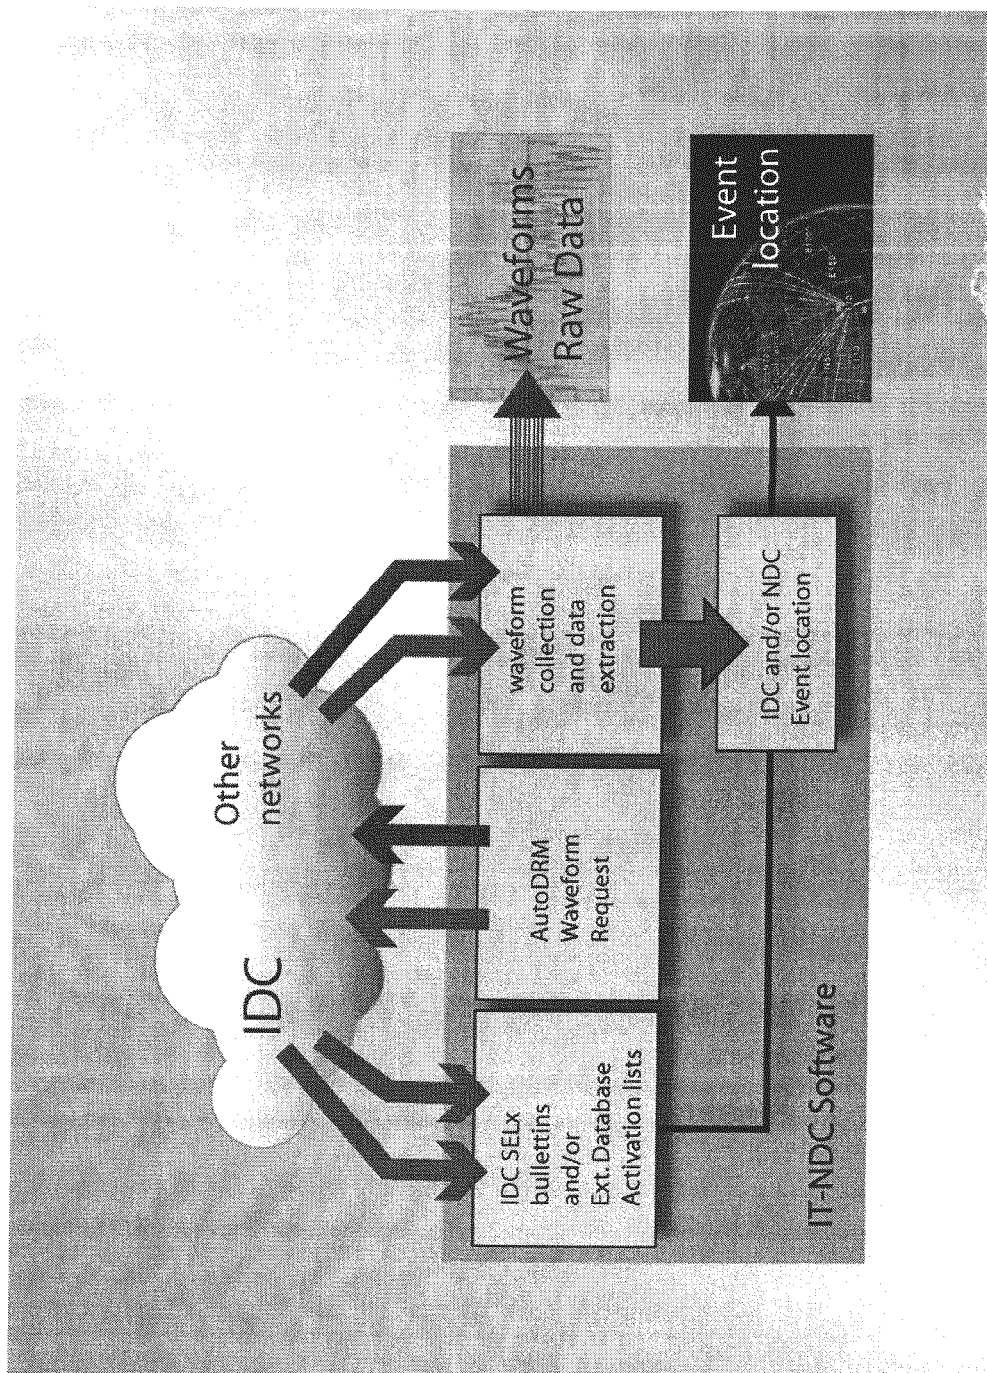 IDC
Other
networks
IDC SELx
bullettins
and/or
Ext. Database
Activation lists
AutoDRM
Waveform
Request
waveform
collection
and data
extraction
Waveforms
Raw Data
IDC and/or NDC
Event location
Event
location
IT-NDC Software